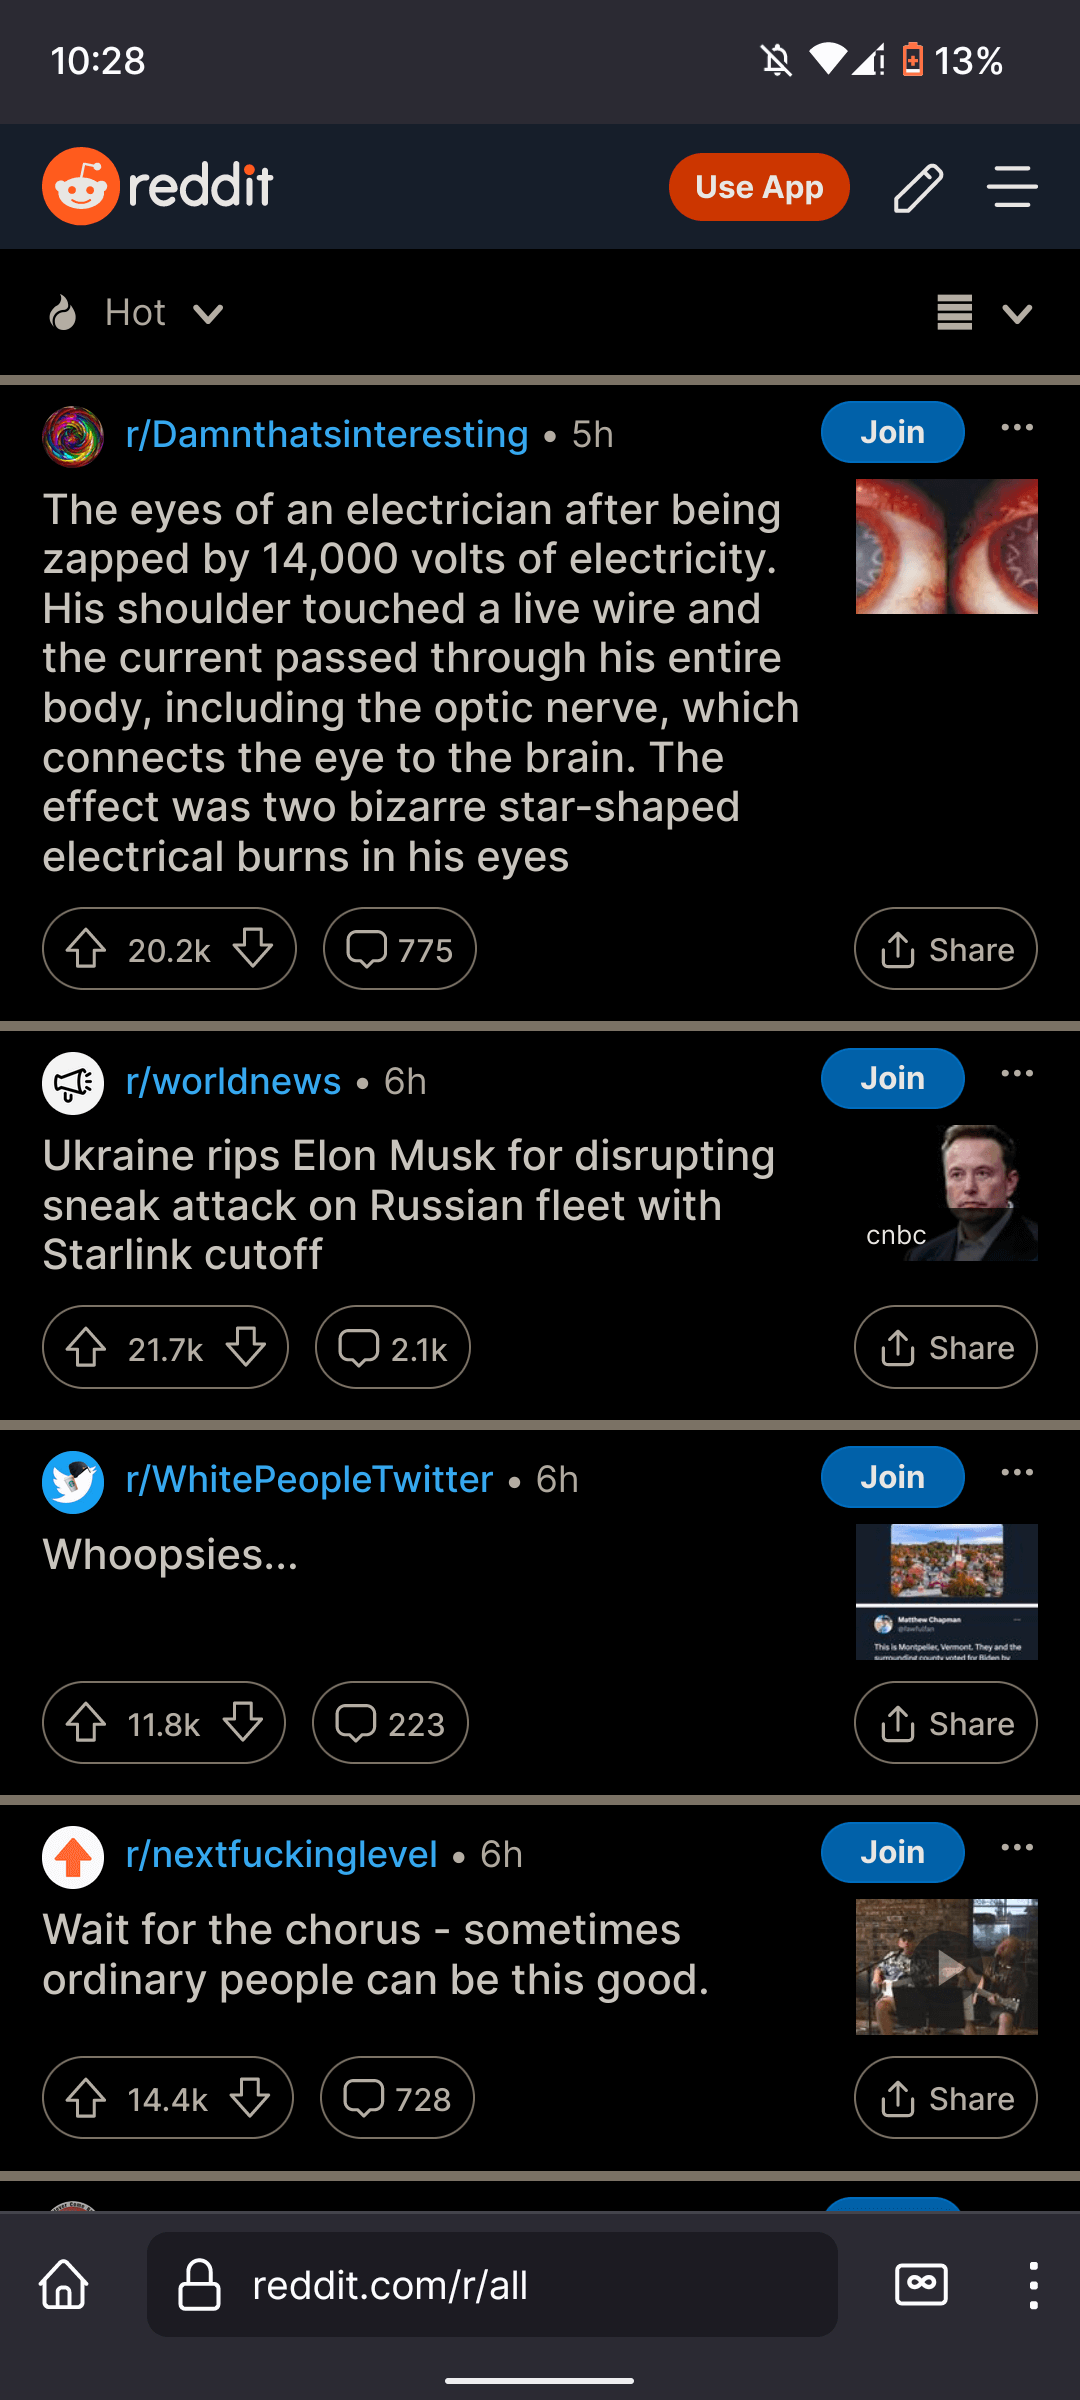 10:28
13%
reddit
Use App
Hot
r/Damnthatsinteresting • 5h
Join
The eyes of an electrician after being
zapped by 14,000 volts of electricity.
His shoulder touched a live wire and
the current passed through his entire
body, including the optic nerve, which
connects the eye to the brain. The
effect was two bizarre star-shaped
electrical burns in his eyes
20.2k
775
Share
r/worldnews • 6h
Join
Ukraine rips Elon Musk for disrupting
sneak attack on Russian fleet with
Starlink cutoff
cnbc
21.7k
2.1k
Share
r/WhitePeopleTwitter • 6h
Join
Whoopsies...
Matthew Chapman
@fawfulfan
This is Montpelier, Vermont. They and the
surrounding county voted for Biden by
11.8k
223
Share
r/nextfuckinglevel • 6h
Join
Wait for the chorus - sometimes
ordinary people can be this good.
14.4k
728
Share
reddit.com/r/all